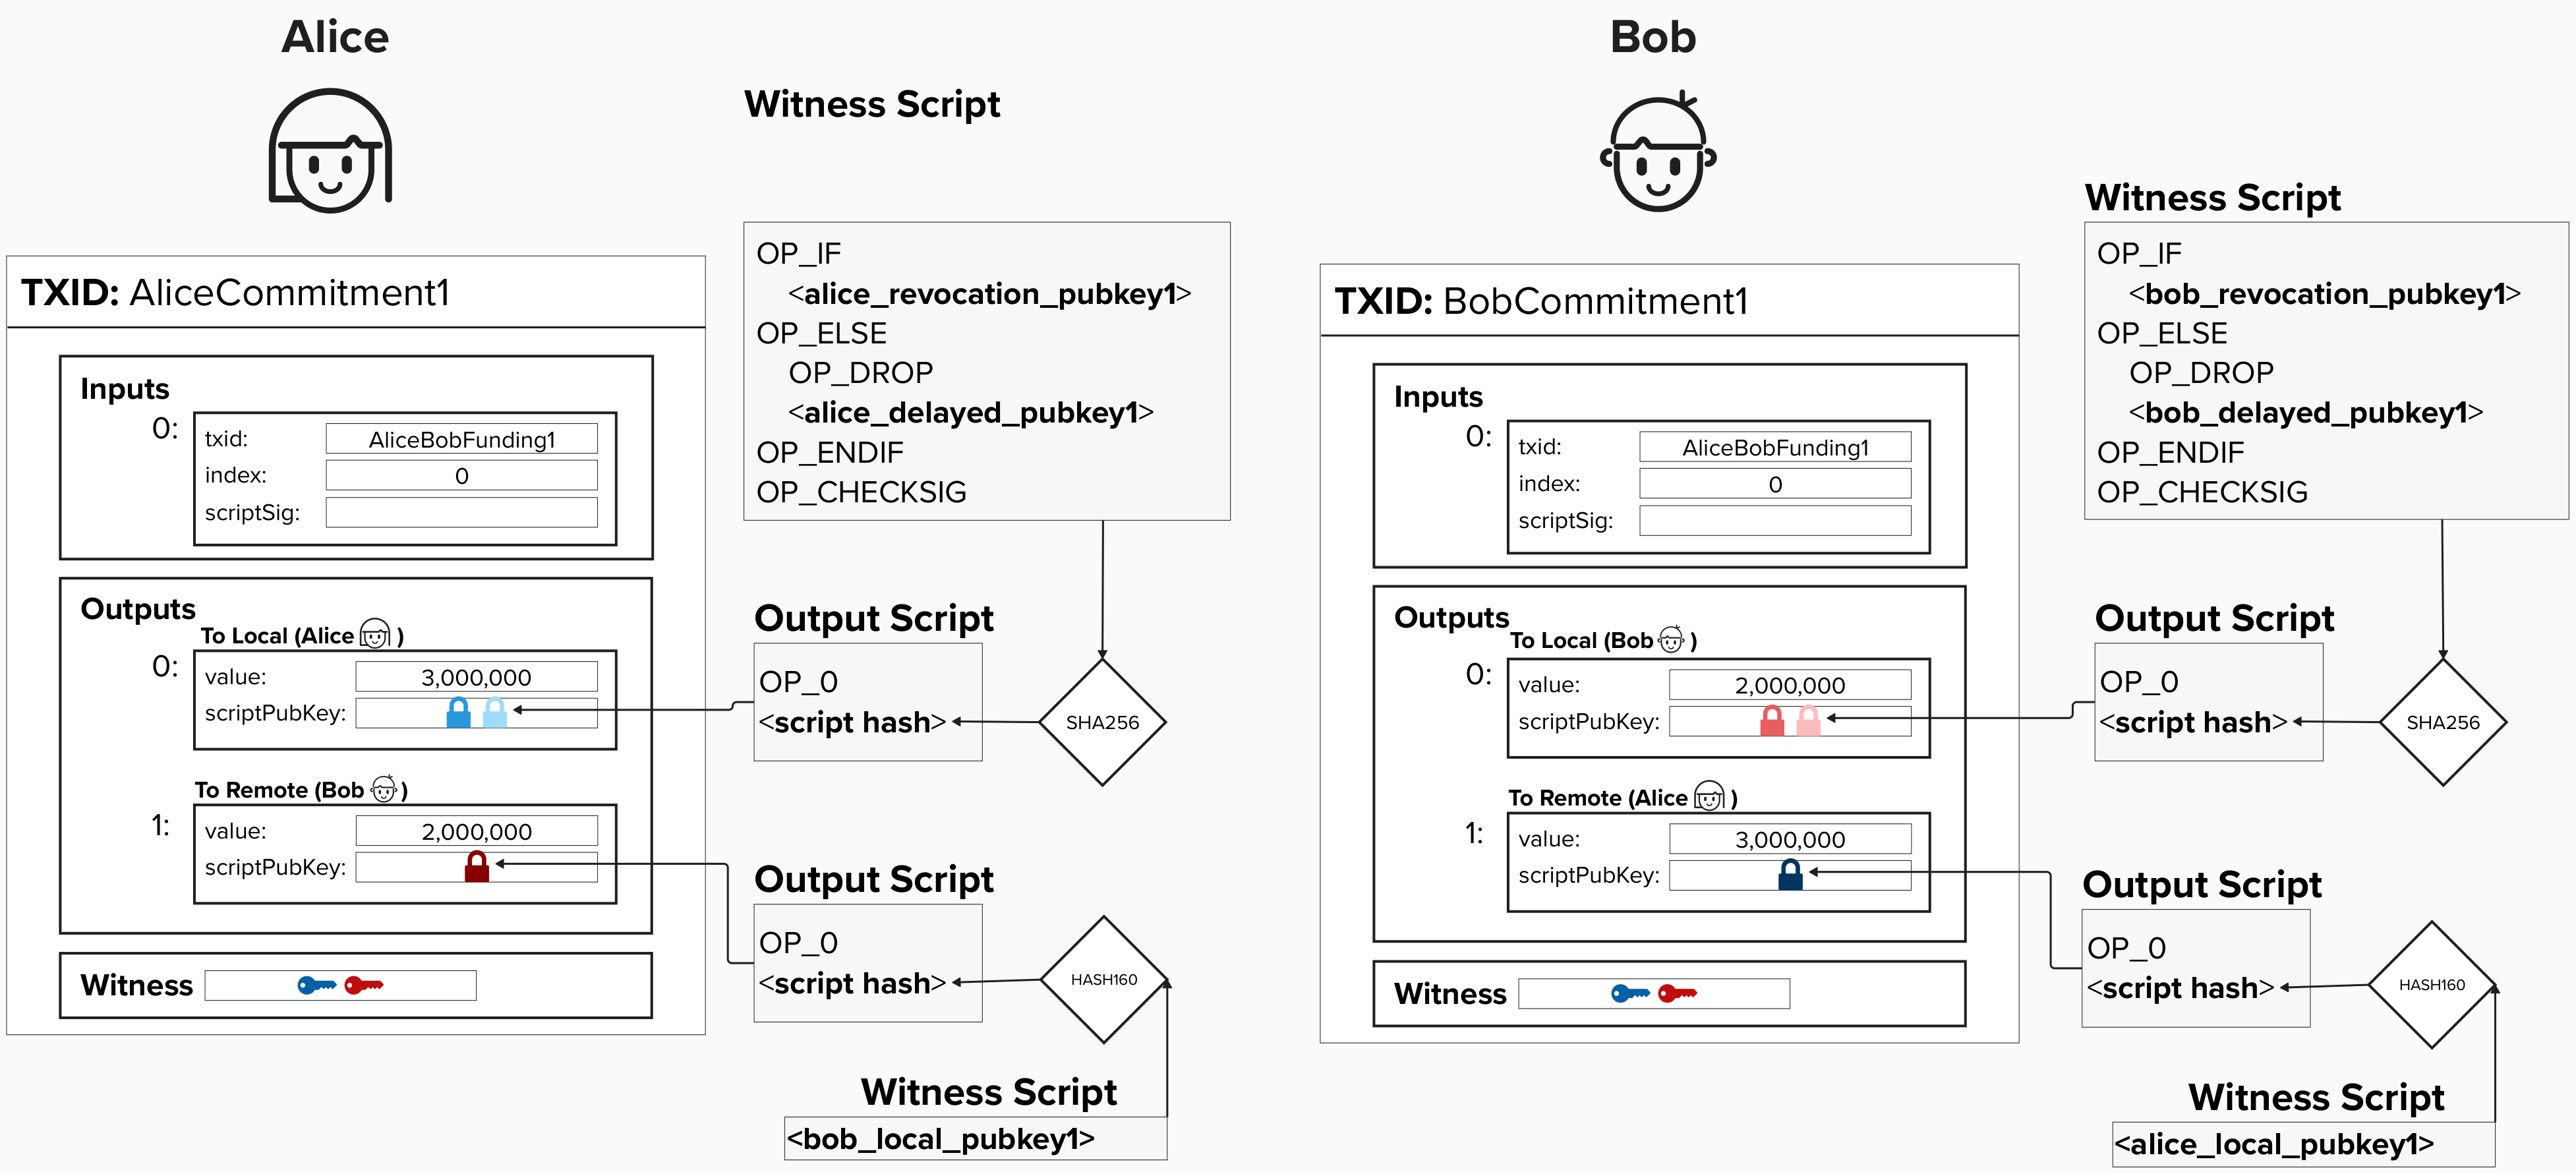 Alice
Witness Script
OP_IF
<alice_revocation_pubkey1>
OP_ELSE
OP_DROP
<alice_delayed_pubkey1>
OP_ENDIF
OP_CHECKSIG
TXID: AliceCommitment1
Inputs
0:
txid: AliceBobFunding1
index: 0
scriptSig:
Outputs
To Local (Alice )
0:
value: 3,000,000
scriptPubKey:
To Remote (Bob )
1:
value: 2,000,000
scriptPubKey:
Witness
Output Script
OP_0
<script hash>
SHA256
Output Script
OP_0
<script hash>
HASH160
Witness Script
<bob_local_pubkey1>
Bob
Witness Script
OP_IF
<bob_revocation_pubkey1>
OP_ELSE
OP_DROP
<bob_delayed_pubkey1>
OP_ENDIF
OP_CHECKSIG
TXID: BobCommitment1
Inputs
0:
txid: AliceBobFunding1
index: 0
scriptSig:
Outputs
To Local (Bob )
0:
value: 2,000,000
scriptPubKey:
To Remote (Alice )
1:
value: 3,000,000
scriptPubKey:
Witness
Output Script
OP_0
<script hash>
SHA256
Output Script
OP_0
<script hash>
HASH160
Witness Script
<alice_local_pubkey1>